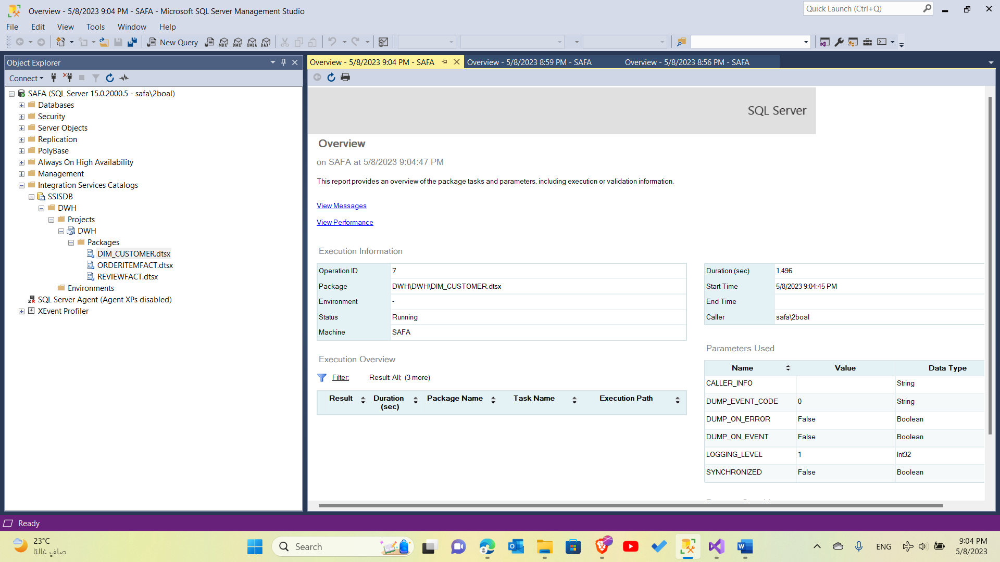 Overview - 5/8/2023 9:04 PM - SAFA - Microsoft SQL Server Management Studio
Quick Launch (Ctrl+Q)
File Edit View Tools Window Help
New Query
MDX DMX XMLA DAX
Object Explorer
Connect
SAFA (SQL Server 15.0.2000.5 - safa\2boal)
Databases
Security
Server Objects
Replication
PolyBase
Always On High Availability
Management
Integration Services Catalogs
SSISDB
DWH
Projects
DWH
Packages
DIM_CUSTOMER.dtsx
ORDERITEMFACT.dtsx
REVIEWFACT.dtsx
Environments
SQL Server Agent (Agent XPs disabled)
XEvent Profiler
Overview - 5/8/2023 9:04 PM - SAFA
Overview - 5/8/2023 8:59 PM - SAFA
Overview - 5/8/2023 8:56 PM - SAFA
SQL Server
Overview
on SAFA at 5/8/2023 9:04:47 PM
This report provides an overview of the package tasks and parameters, including execution or validation information.
View Messages
View Performance
Execution Information
Operation ID 7
Package DWH\DWH\DIM_CUSTOMER.dtsx
Environment -
Status Running
Machine SAFA
Duration (sec) 1.496
Start Time 5/8/2023 9:04:45 PM
End Time
Caller safa\2boal
Execution Overview
Filter: Result: All; (3 more)
Result Duration (sec) Package Name Task Name Execution Path
Parameters Used
Name Value Data Type
CALLER_INFO String
DUMP_EVENT_CODE 0 String
DUMP_ON_ERROR False Boolean
DUMP_ON_EVENT False Boolean
LOGGING_LEVEL 1 Int32
SYNCHRONIZED False Boolean
Ready
23°C
صافٍ غالبًا
Search
ENG
9:04 PM
5/8/2023